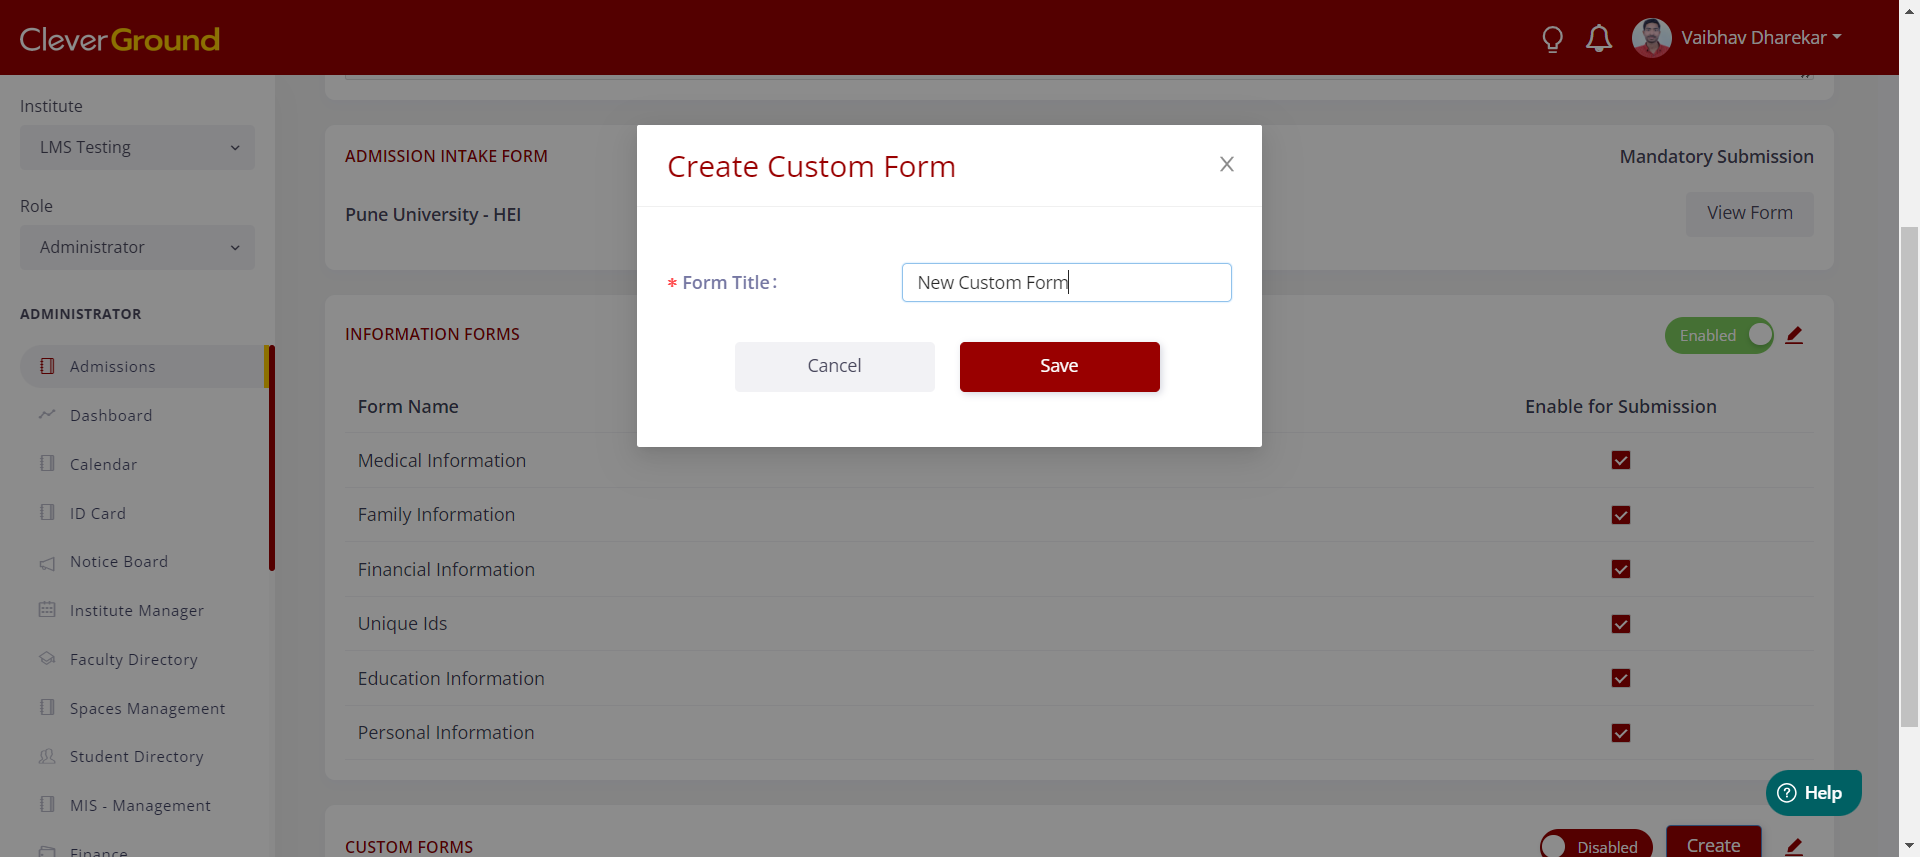 CleverGround
Vaibhav Dharekar
Institute
LMS Testing
Role
Administrator
ADMINISTRATOR
Admissions
Dashboard
Calendar
ID Card
Notice Board
Institute Manager
Faculty Directory
Spaces Management
Student Directory
MIS - Management
Finance
ADMISSION INTAKE FORM
Mandatory Submission
Pune University - HEI
View Form
Create Custom Form
* Form Title:
New Custom Form
Cancel
Save
INFORMATION FORMS
Enabled
Form Name
Enable for Submission
Medical Information
Family Information
Financial Information
Unique Ids
Education Information
Personal Information
CUSTOM FORMS
Disabled
Create
Help